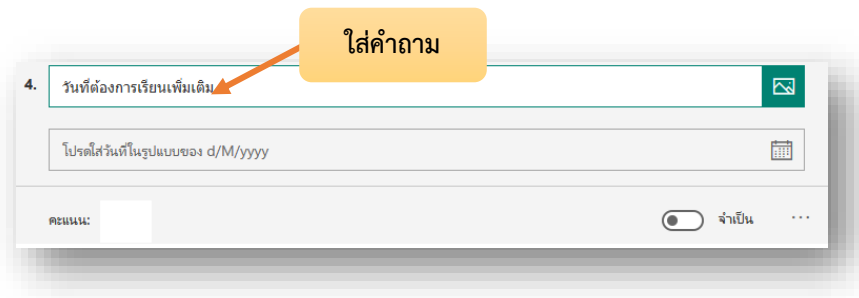 ใส่คำถาม
4. วันที่ต้องการเรียนเพิ่มเติม
โปรดใส่วันที่ในรูปแบบของ d/M/yyyy
คะแนน: จำเป็น ...